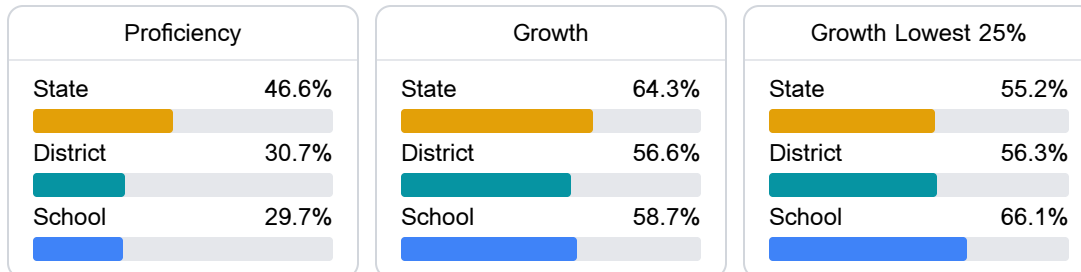 Proficiency
State 46.6%
District 30.7%
School 29.7%
Growth
State 64.3%
District 56.6%
School 58.7%
Growth Lowest 25%
State 55.2%
District 56.3%
School 66.1%